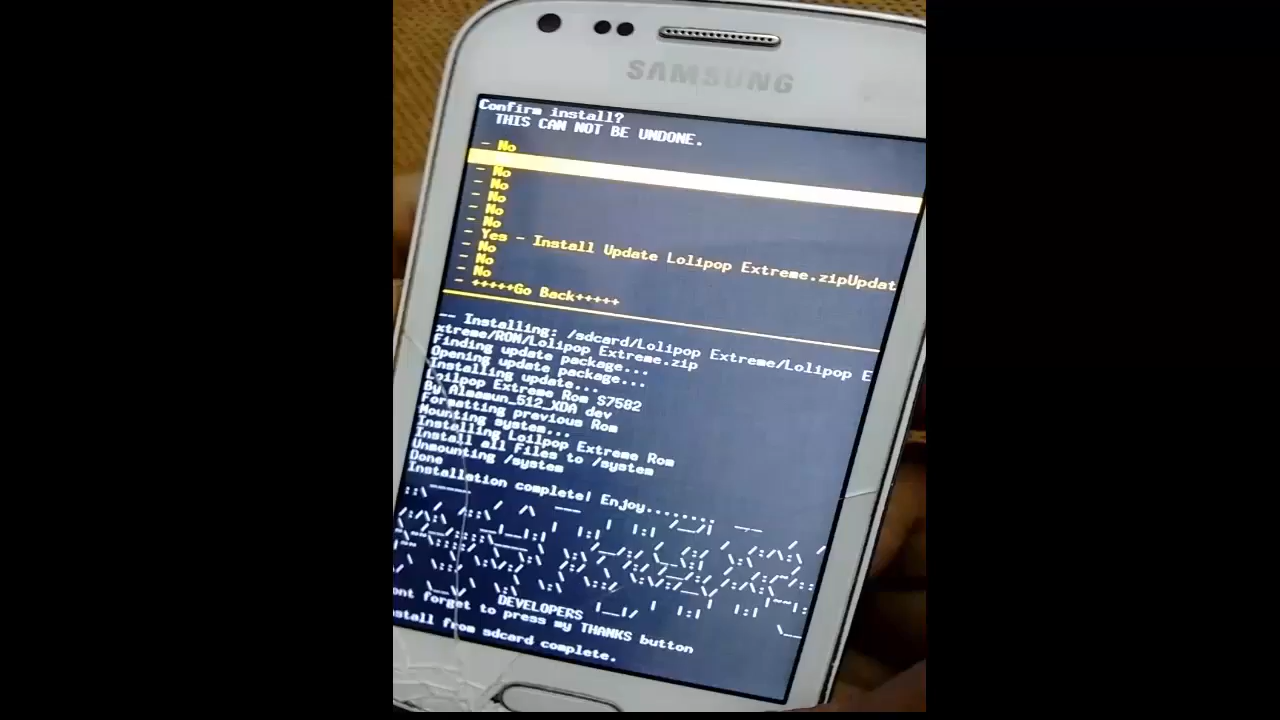 SAMSUNG
Confirm install?
THIS CAN NOT BE UNDONE.
- No
- No
- No
- No
- No
- No
- Yes - Install Update Lolipop Extreme.zipUpdat
- No
- No
- No
- +++++Go Back+++++
-- Installing: /sdcard/Lolipop Extreme/Lolipop E
xtreme/ROM/Lolipop Extreme.zip
Finding update package...
Opening update package...
Installing update...
Loilpop Extreme Rom S7582
By Almamun_512_XDA dev
Formatting previous Rom
Mounting system...
Installing Loilpop Extreme Rom
Install all Files to /system
Unmounting /system
Done
Installation complete! Enjoy........
DEVELOPERS
ont forget to press my THANKS button
nstall from sdcard complete.